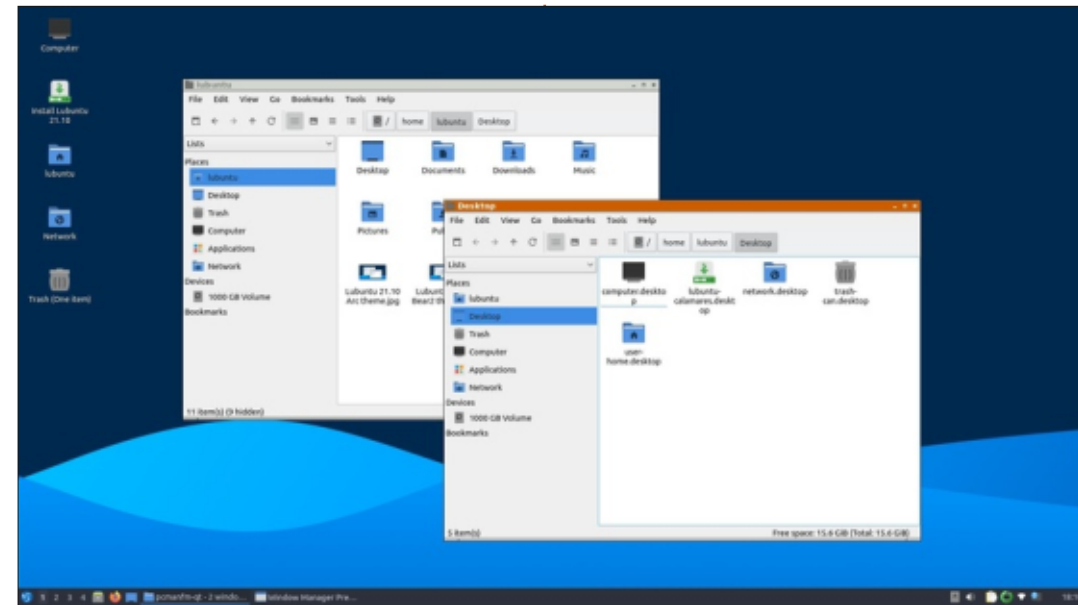 Computer
Install Lubuntu
21.10
lubuntu
Network
Trash (One item)
lubuntu
File Edit View Go Bookmarks Tools Help
/ home lubuntu Desktop
Lists
Places
lubuntu
Desktop
Trash
Computer
Applications
Network
Devices
1000 GB Volume
Bookmarks
Desktop Documents Downloads Music
Pictures
Lubuntu 21.10
Arc theme.jpg
11 item(s) (9 hidden)
Desktop
File Edit View Go Bookmarks Tools Help
/ home lubuntu Desktop
Lists
Places
lubuntu
Desktop
Trash
Computer
Applications
Network
Devices
1000 GB Volume
Bookmarks
computer.deskto
p
lubuntu-
calamares.deskt
op
network.desktop
trash-
can.desktop
user-
home.desktop
5 item(s)
Free space: 15.6 GiB (Total: 15.6 GiB)
1 2 3 4
pcmanfm-qt - 2 windo...
Window Manager Pre...